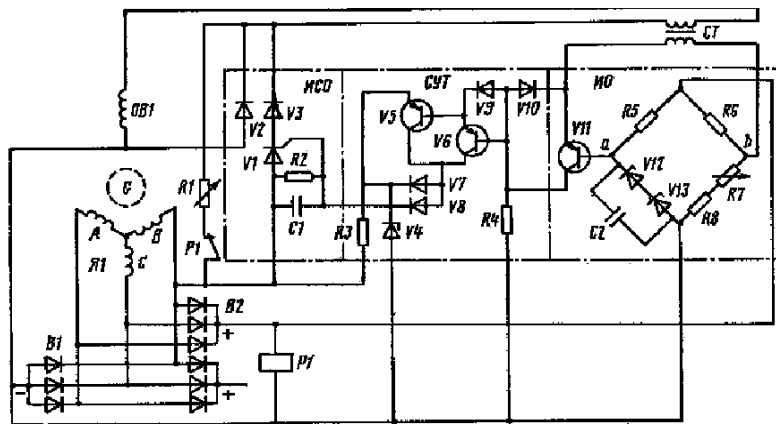 СТ
ОВ1
ИСО
СУТ
ИО
V2
V3
V5
V9
V10
R5
R6
V6
V11
а
b
V1
R2
V12
R7
G
R1
V7
V13
C1
V8
R4
C2
R8
A
B
P1
R3
V4
Я1
C
B2
+
B1
P1
−
+